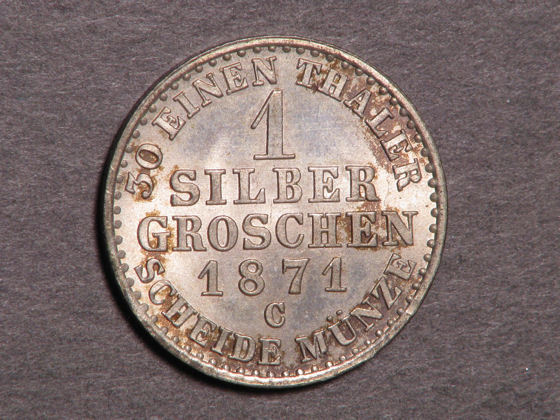 30 EINEN THALER
1
SILBER
GROSCHEN
1871
C
SCHEIDE MÜNZE